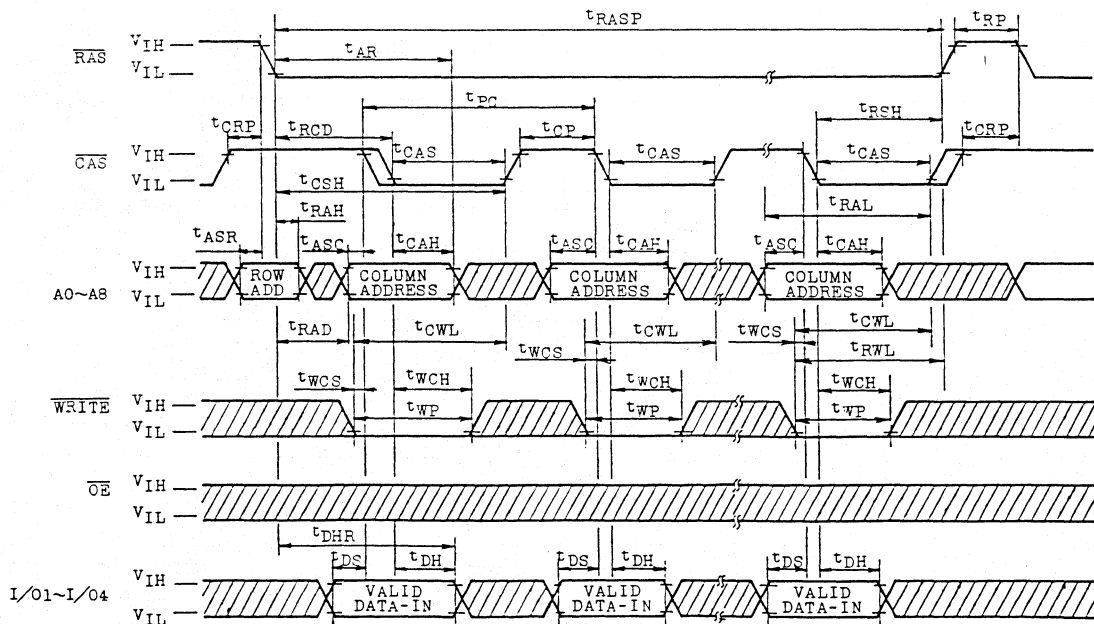 tRASP
tRP
RAS VIH
VIL
tAR
tPC
tRSH
tCRP tRCD tCP tCRP
CAS VIH
VIL
tCAS tCAS tCAS
tCSH
tRAL
tRAH
tASR tASC tCAH tASC tCAH tASC tCAH
A0~A8 VIH
VIL
ROW ADD
COLUMN ADDRESS
COLUMN ADDRESS
COLUMN ADDRESS
tRAD tCWL tCWL tWCS tCWL
tWCS tRWL
tWCS tWCH tWCH tWCH
WRITE VIH
VIL
tWP tWP tWP
OE VIH
VIL
tDHR
tDS tDH tDS tDH tDS tDH
I/O1~I/O4 VIH
VIL
VALID DATA-IN
VALID DATA-IN
VALID DATA-IN